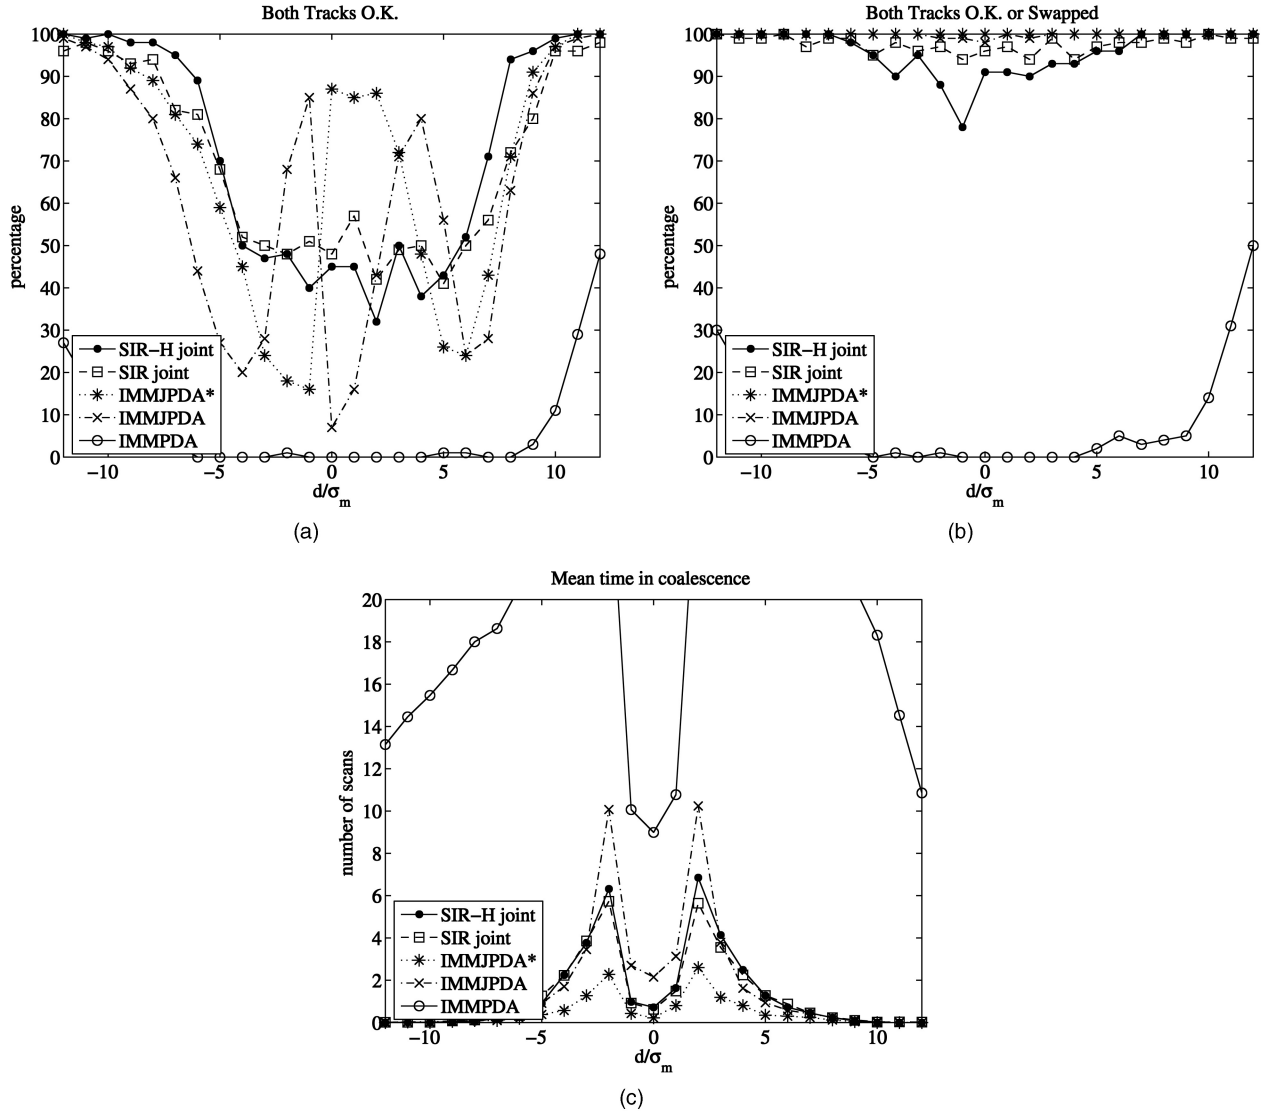 Both Tracks O.K.
100
90
80
70
60
50
40
30
20
10
0
percentage
SIR−H joint
SIR joint
IMMJPDA*
IMMJPDA
IMMPDA
−10
−5
0
5
10
d/σm
(a)
Both Tracks O.K. or Swapped
100
90
80
70
60
50
40
30
20
10
0
percentage
SIR−H joint
SIR joint
IMMJPDA*
IMMJPDA
IMMPDA
−10
−5
0
5
10
d/σm
(b)
Mean time in coalescence
20
18
16
14
12
10
8
6
4
2
0
number of scans
SIR−H joint
SIR joint
IMMJPDA*
IMMJPDA
IMMPDA
−10
−5
0
5
10
d/σm
(c)